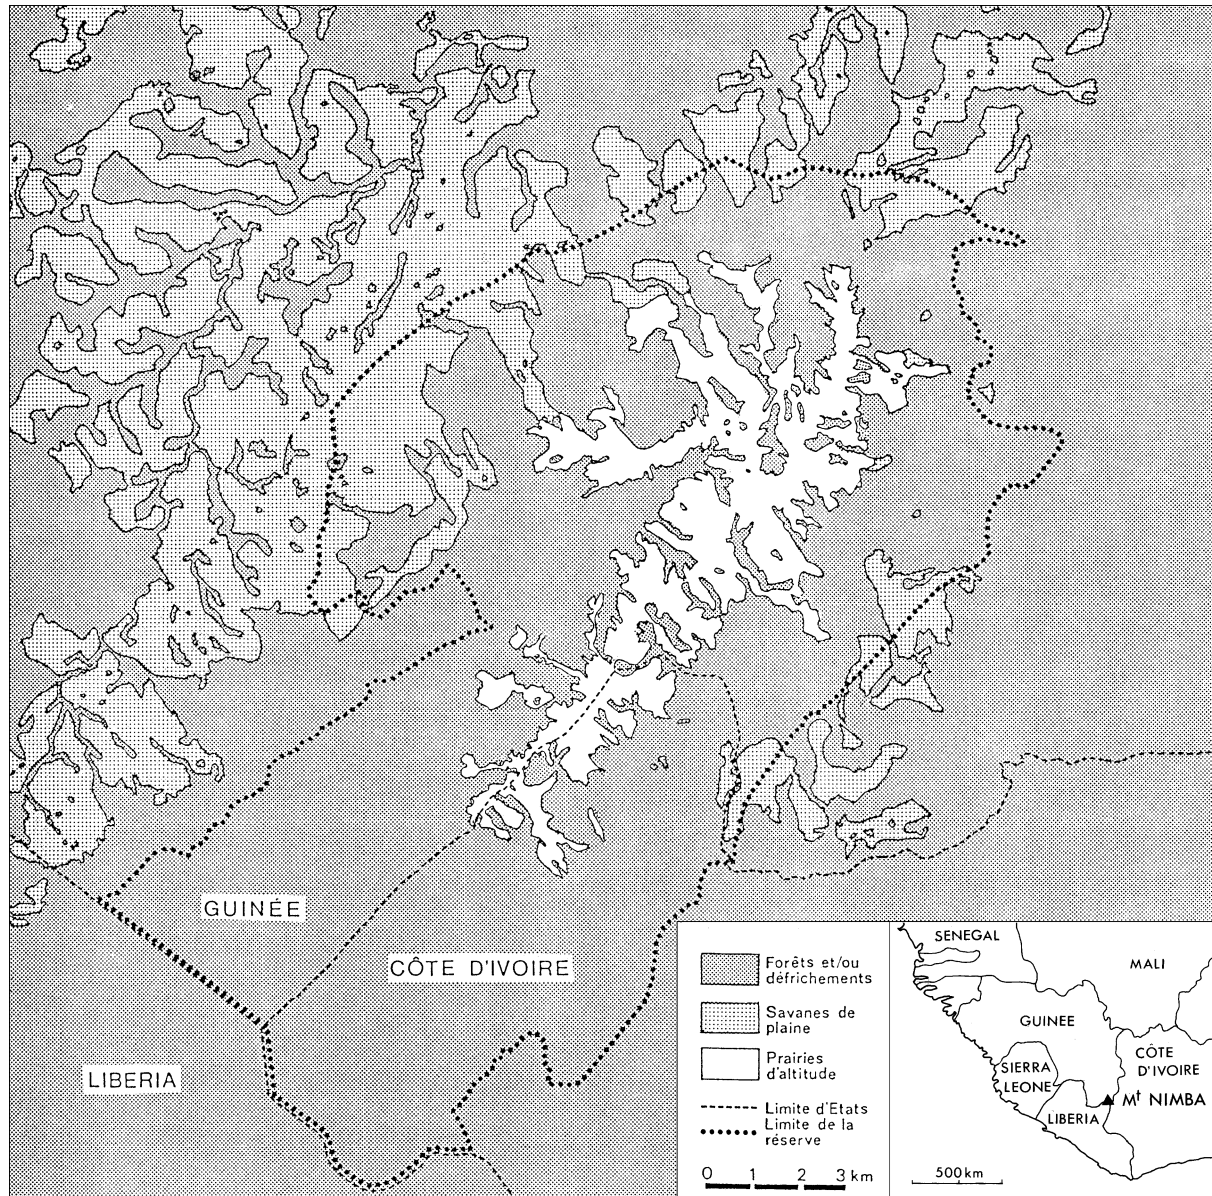 GUINÉE
CÔTE D'IVOIRE
LIBERIA
Forêts et/ou
défrichements
Savanes de
plaine
Prairies
d'altitude
Limite d'Etats
Limite de la
réserve
0 1 2 3 km
SENEGAL
MALI
GUINEE
CÔTE
D'IVOIRE
SIERRA
LEONE
Mt NIMBA
LIBERIA
500 km